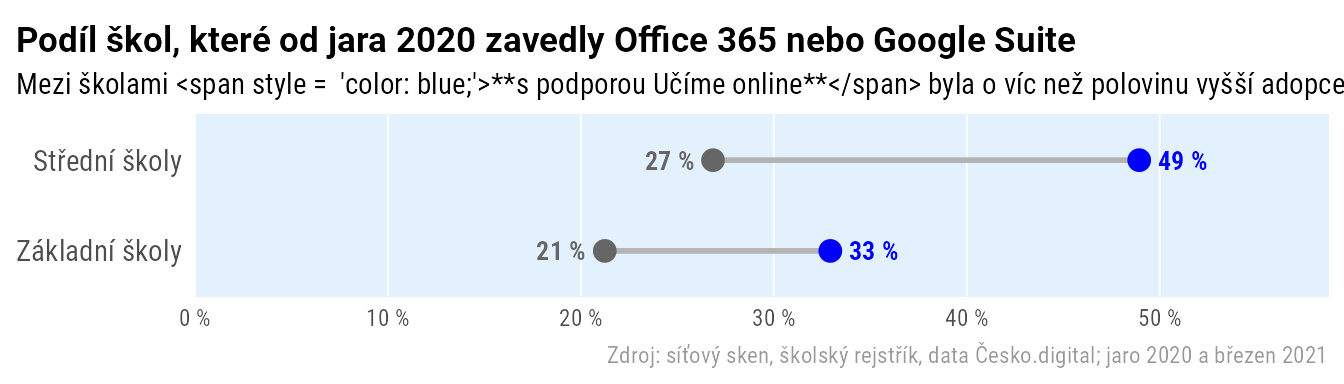 Podíl škol, které od jara 2020 zavedly Office 365 nebo Google Suite
Mezi školami <span style = 'color: blue;'>**s podporou Učíme online**</span> byla o víc než polovinu vyšší adopce
Střední školy
27 %
49 %
Základní školy
21 %
33 %
0 %
10 %
20 %
30 %
40 %
50 %
Zdroj: síťový sken, školský rejstřík, data Česko.digital; jaro 2020 a březen 2021